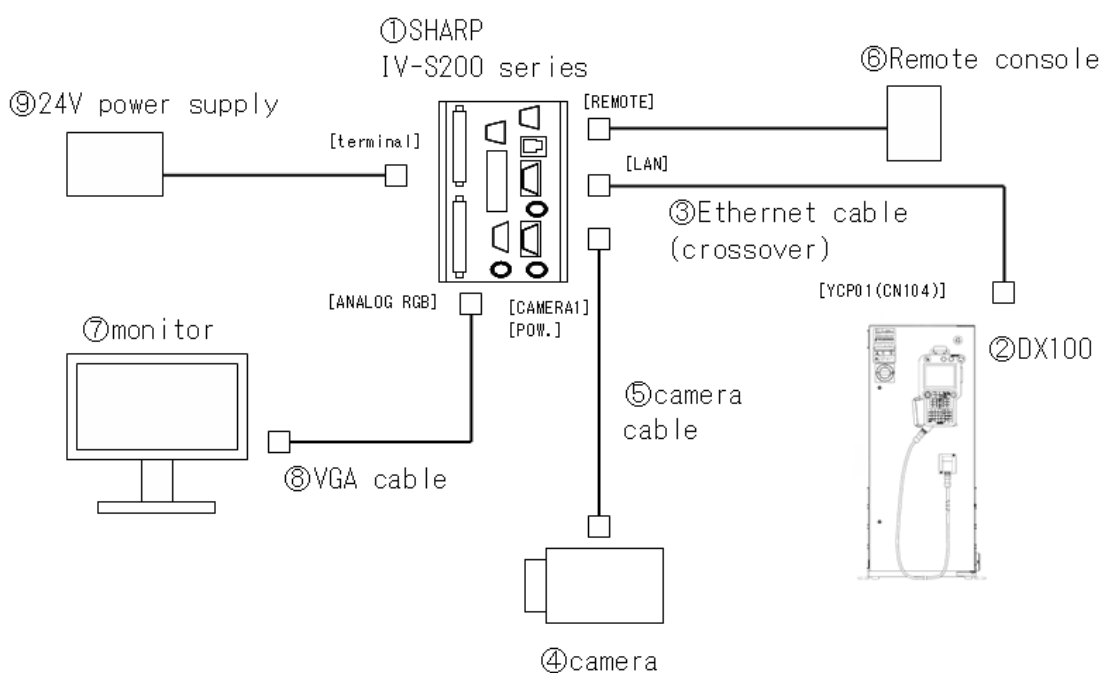 ①SHARP
IV-S200 series
⑥Remote console
⑨24V power supply
[REMOTE]
[terminal]
[LAN]
③Ethernet cable
(crossover)
[YCP01(CN104)]
[ANALOG RGB]
[CAMERA1]
[POW.]
⑦monitor
②DX100
⑤camera
cable
⑧VGA cable
④camera